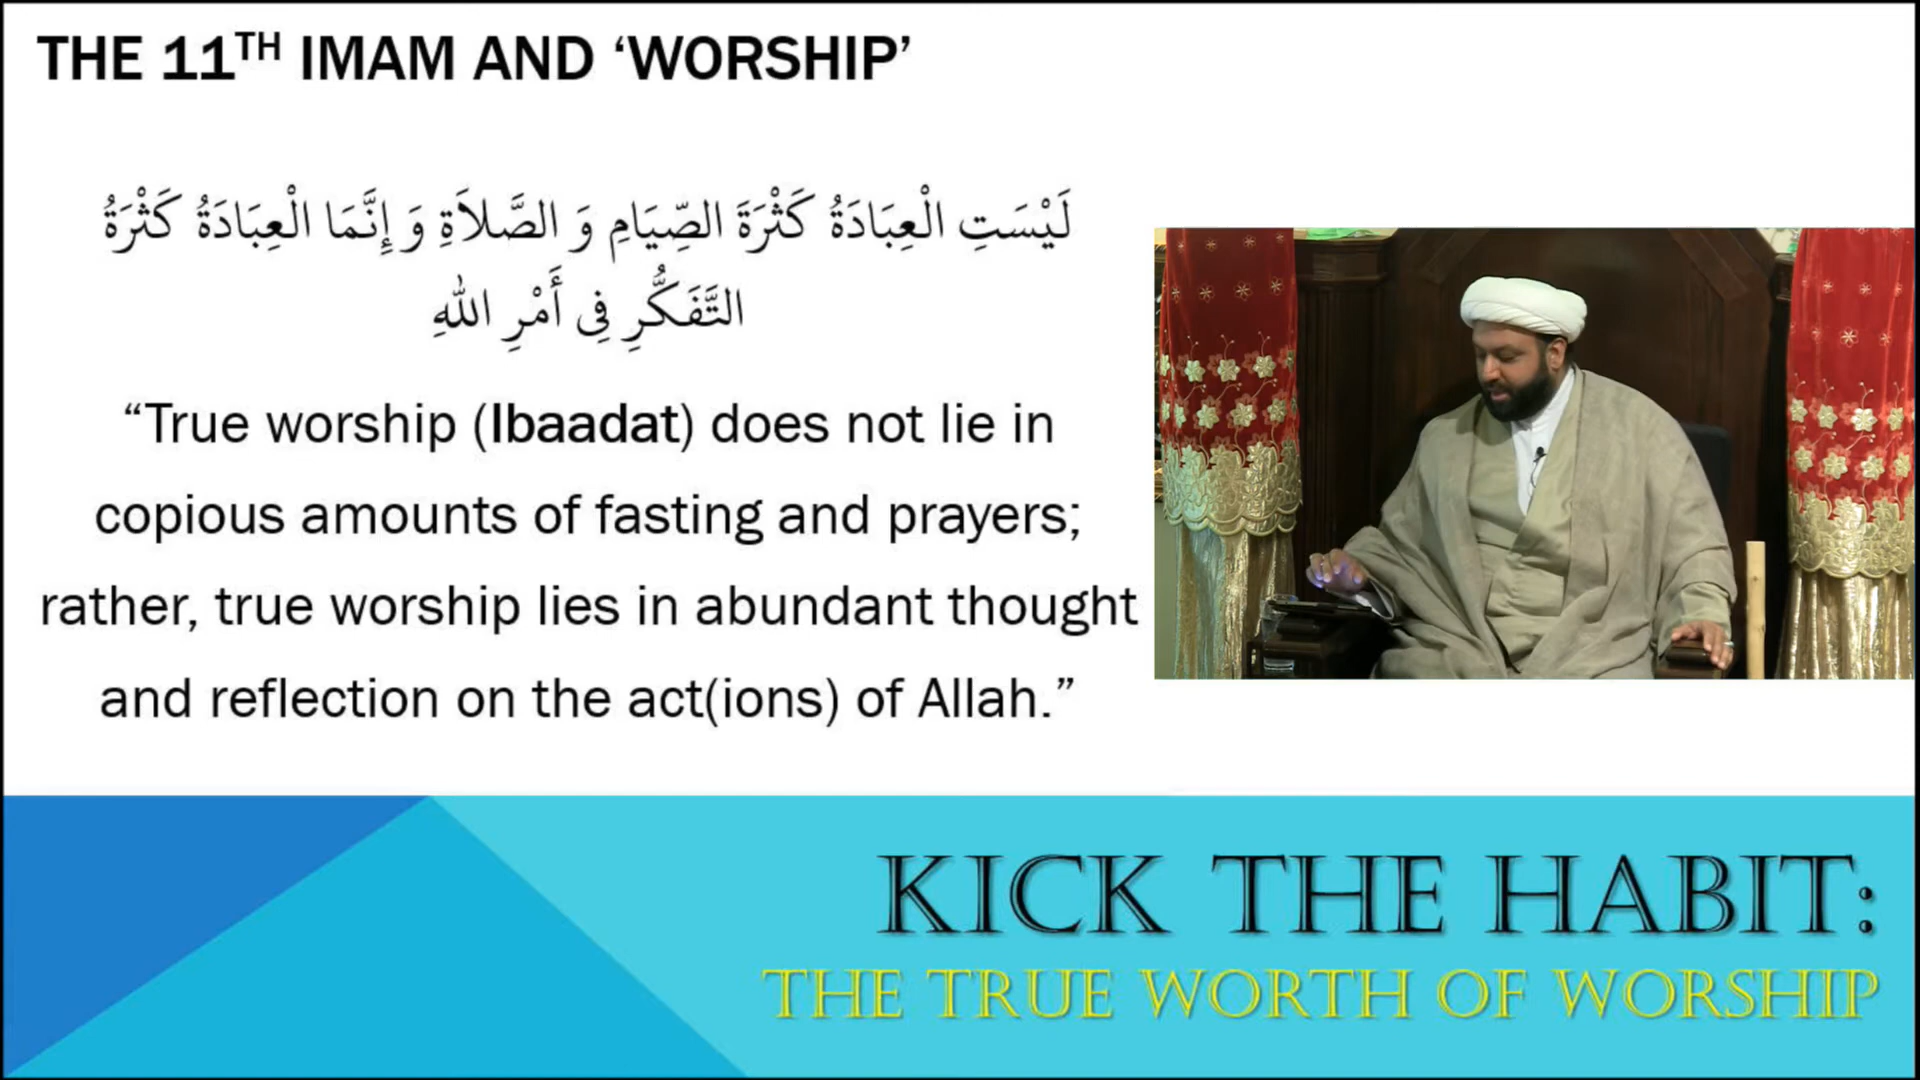 THE 11TH IMAM AND ‘WORSHIP’
لَيْسَتِ الْعِبَادَةُ كَثْرَةَ الصِّيَامِ وَ الصَّلاَةِ وَ إِنَّمَا الْعِبَادَةُ كَثْرَةُ
التَّفَكُّرِ فِى أَمْرِ اللهِ
“True worship (Ibaadat) does not lie in
copious amounts of fasting and prayers;
rather, true worship lies in abundant thought
and reflection on the act(ions) of Allah.”
KICK THE HABIT:
THE TRUE WORTH OF WORSHIP